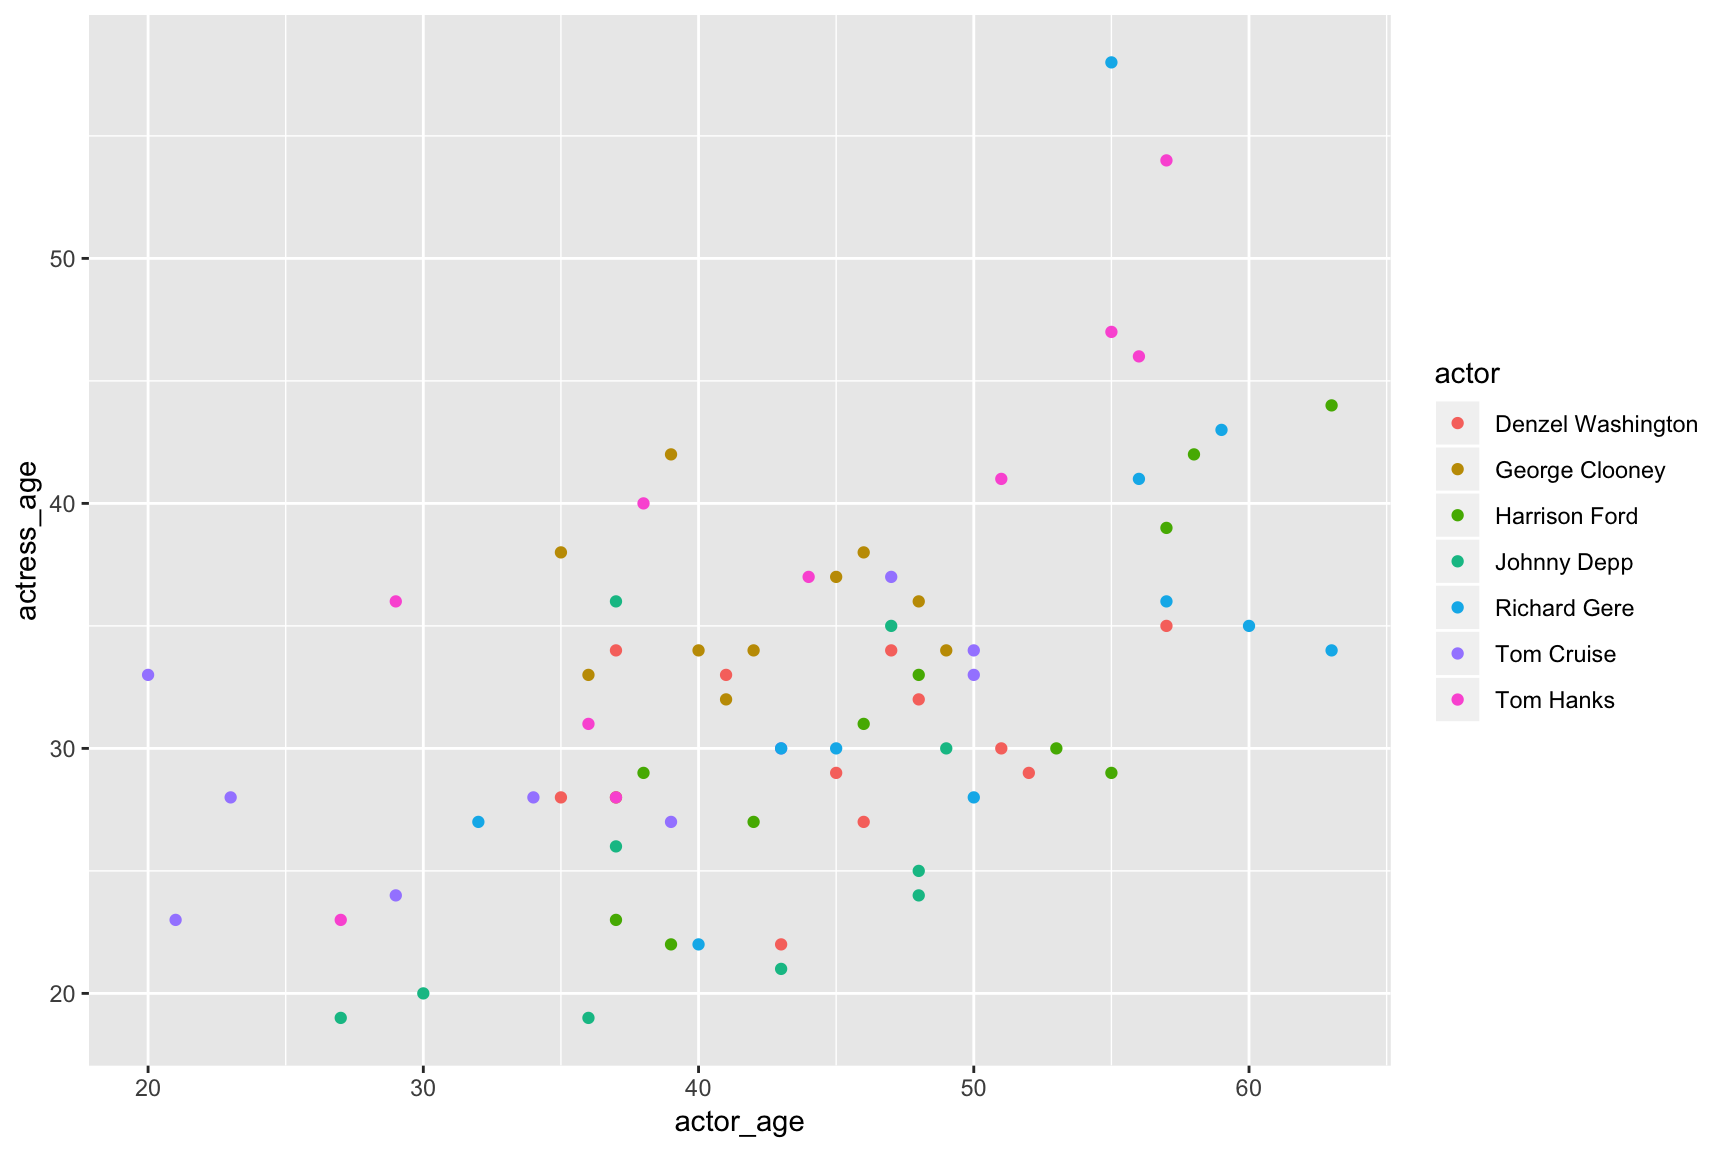 50
40
30
20
actress_age
20 30 40 50 60
actor_age
actor
Denzel Washington
George Clooney
Harrison Ford
Johnny Depp
Richard Gere
Tom Cruise
Tom Hanks